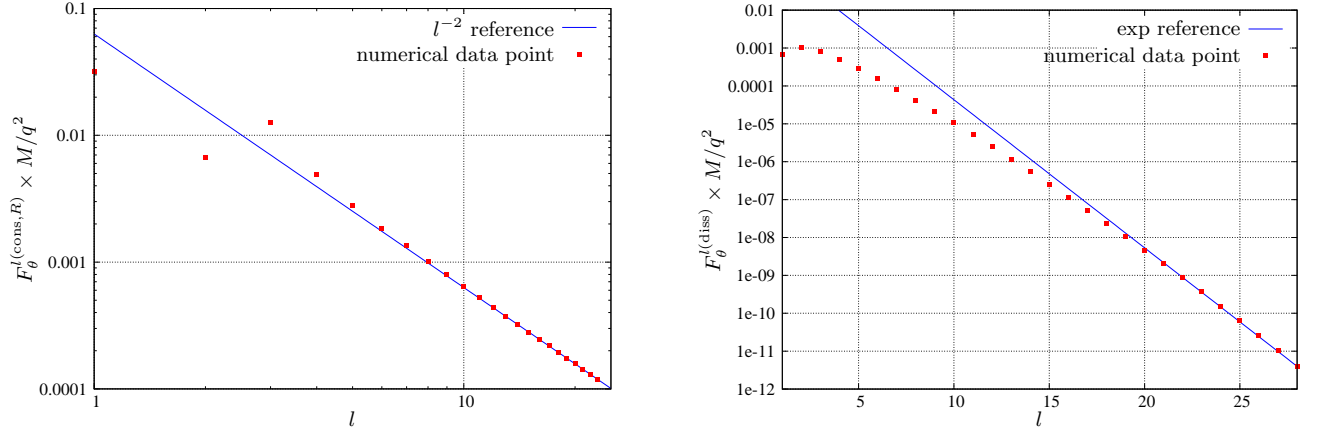 0.1
0.01
0.001
0.0001
1
10
l
F_θ^{l(cons,R)} × M/q²
l⁻² reference
numerical data point
0.01
0.001
0.0001
1e-05
1e-06
1e-07
1e-08
1e-09
1e-10
1e-11
1e-12
5
10
15
20
25
l
F_θ^{l(diss)} × M/q²
exp reference
numerical data point